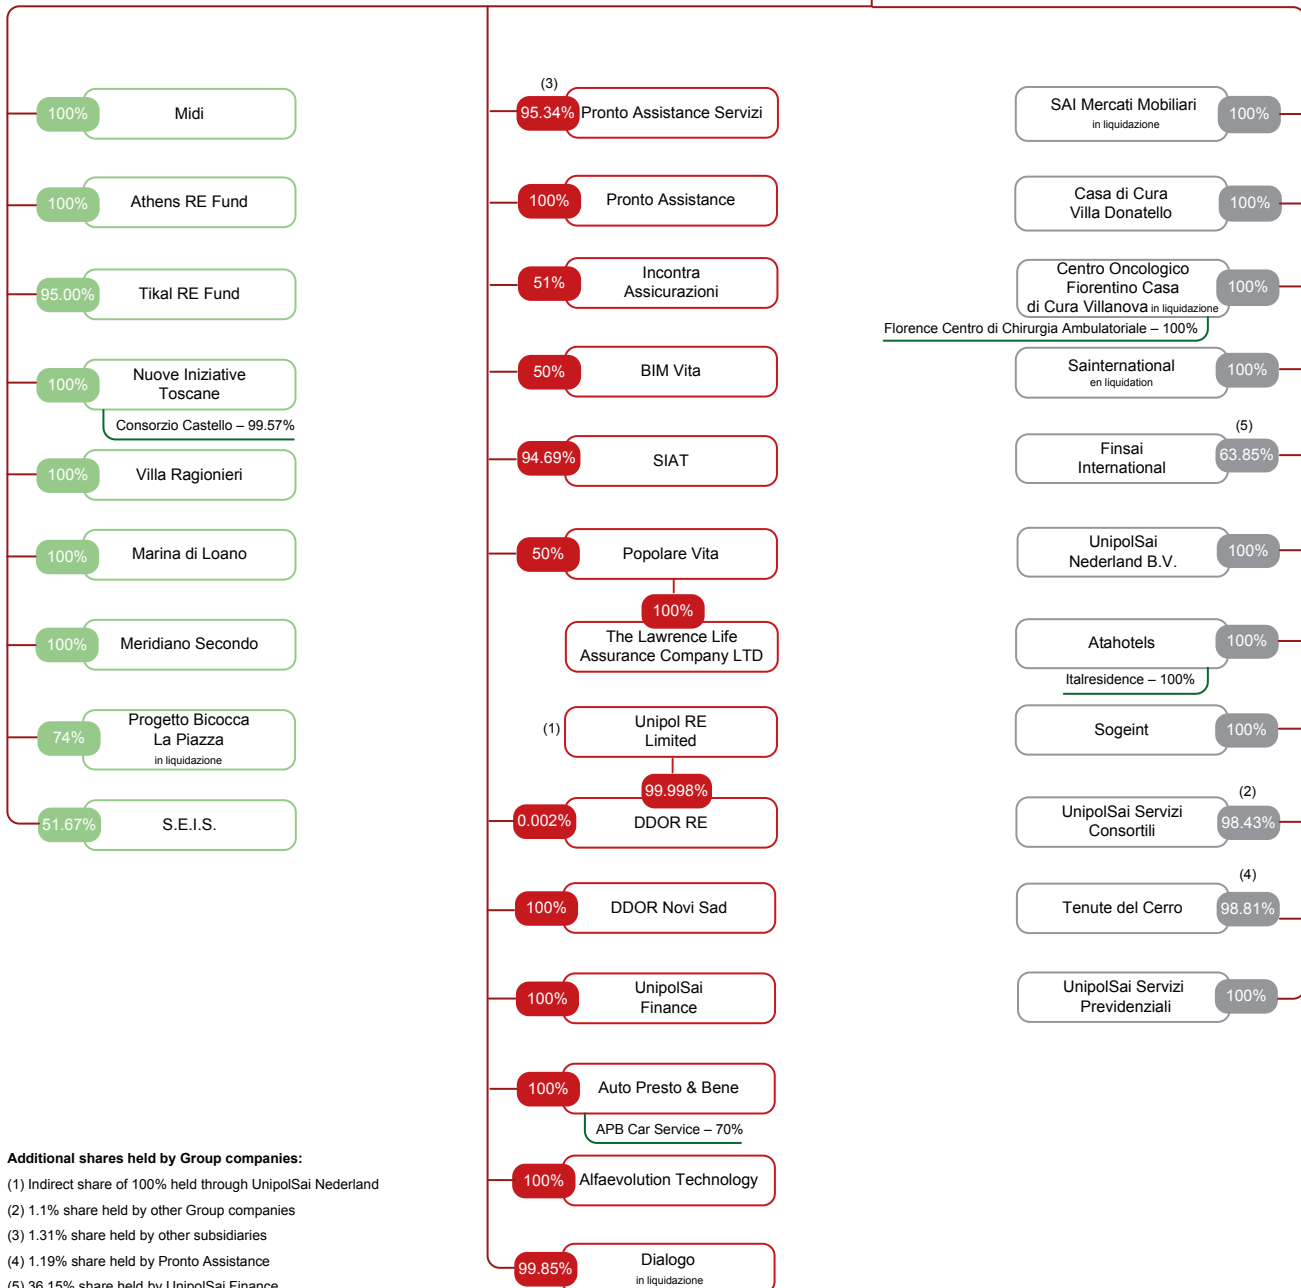 100%
Midi
100%
Athens RE Fund
95.00%
Tikal RE Fund
100%
Nuove Iniziative
Toscane
Consorzio Castello – 99.57%
100%
Villa Ragionieri
100%
Marina di Loano
100%
Meridiano Secondo
74%
Progetto Bicocca
La Piazza
in liquidazione
51.67%
S.E.I.S.
(3)
95.34%
Pronto Assistance Servizi
100%
Pronto Assistance
51%
Incontra
Assicurazioni
50%
BIM Vita
94.69%
SIAT
50%
Popolare Vita
100%
The Lawrence Life
Assurance Company LTD
(1)
Unipol RE
Limited
99.998%
0.002%
DDOR RE
100%
DDOR Novi Sad
100%
UnipolSai
Finance
100%
Auto Presto & Bene
APB Car Service – 70%
100%
Alfaevolution Technology
99.85%
Dialogo
in liquidazione
SAI Mercati Mobiliari
in liquidazione
100%
Casa di Cura
Villa Donatello
100%
Centro Oncologico
Fiorentino Casa
di Cura Villanova in liquidazione
100%
Florence Centro di Chirurgia Ambulatoriale – 100%
Sainternational
en liquidation
100%
(5)
Finsai
International
63.85%
UnipolSai
Nederland B.V.
100%
Atahotels
100%
Italresidence – 100%
Sogeint
100%
(2)
UnipolSai Servizi
Consortili
98.43%
(4)
Tenute del Cerro
98.81%
UnipolSai Servizi
Previdenziali
100%
Additional shares held by Group companies:
(1) Indirect share of 100% held through UnipolSai Nederland
(2) 1.1% share held by other Group companies
(3) 1.31% share held by other subsidiaries
(4) 1.19% share held by Pronto Assistance
(5) 36.15% share held by UnipolSai Finance